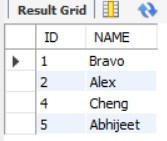 Result Grid
ID NAME
1 Bravo
2 Alex
4 Cheng
5 Abhijeet